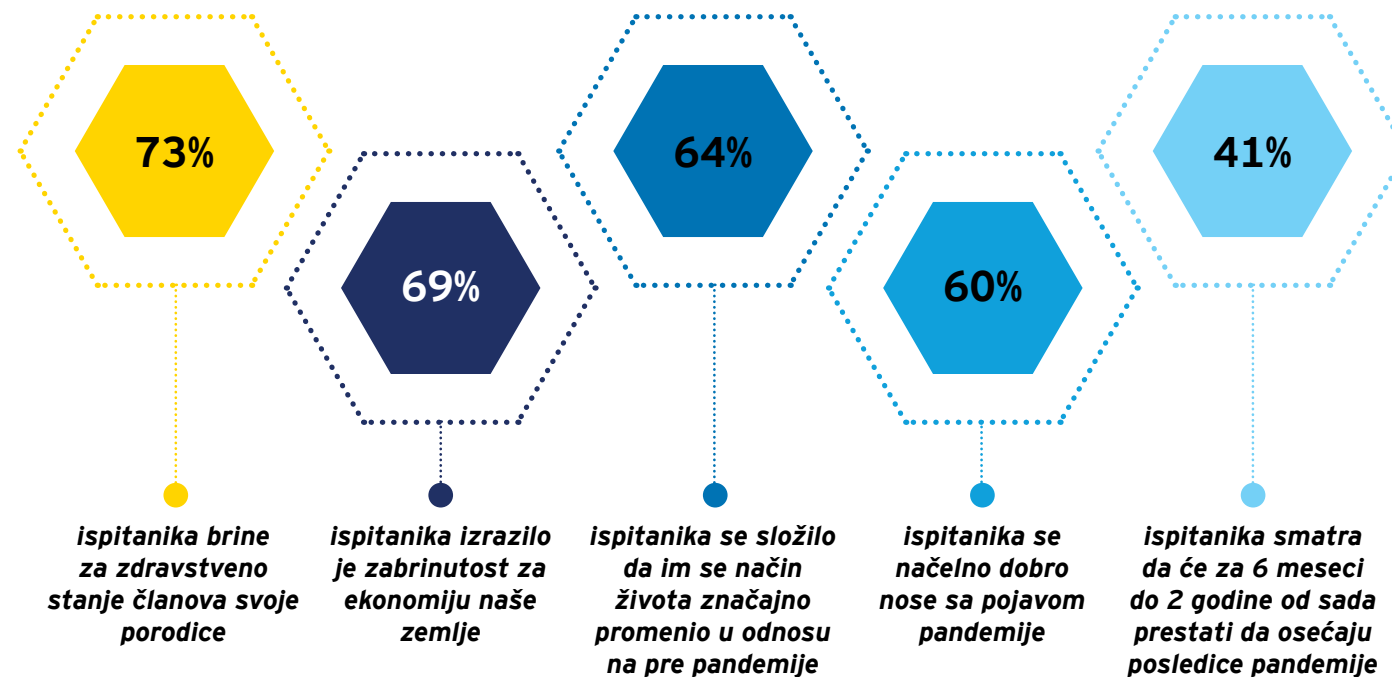 73%
ispitanika brine
za zdravstveno
stanje članova svoje
porodice
69%
ispitanika izrazilo
je zabrinutost za
ekonomiju naše
zemlje
64%
ispitanika se složilo
da im se način
života značajno
promenio u odnosu
na pre pandemije
60%
ispitanika se
načelno dobro
nose sa pojavom
pandemije
41%
ispitanika smatra
da će za 6 meseci
do 2 godine od sada
prestati da osećaju
posledice pandemije